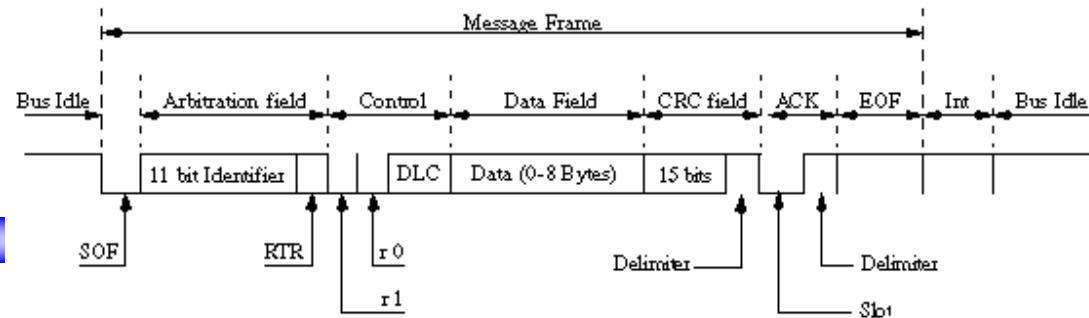 Message Frame
Bus Idle Arbitration field Control Data Field CRC field ACK EOF Int Bus Idle
11 bit Identifier DLC Data (0-8 Bytes) 15 bits
SOF RTR r 0 Delimiter Delimiter
r 1 Slot